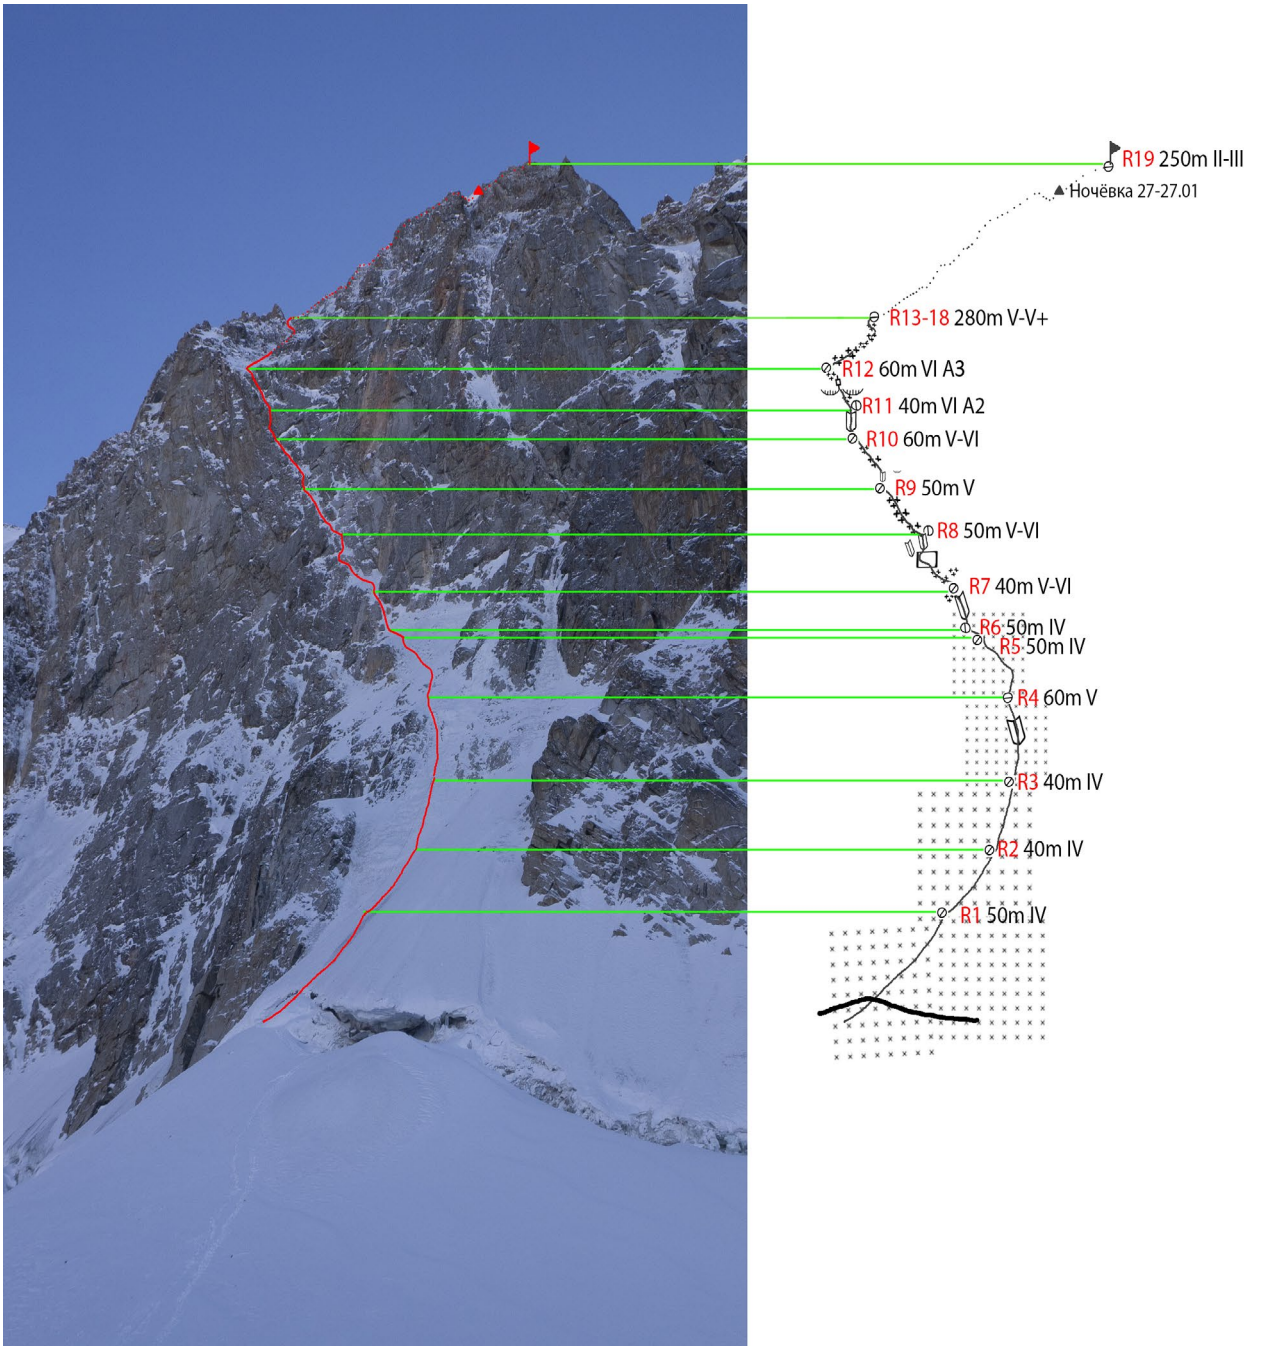 R19 250m II-III
Ночёвка 27-27.01
R13-18 280m V-V+
R12 60m VI A3
R11 40m VI A2
R10 60m V-VI
R9 50m V
R8 50m V-VI
R7 40m V-VI
R6 50m IV
R5 50m IV
R4 60m V
R3 40m IV
R2 40m IV
R1 50m IV